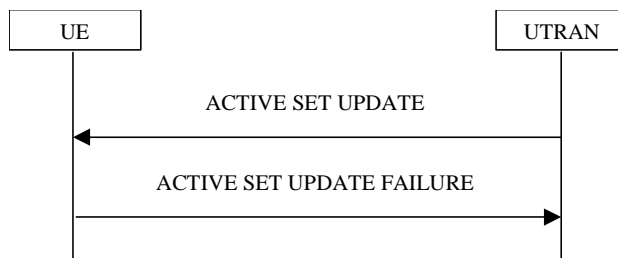 UE
UTRAN
ACTIVE SET UPDATE
ACTIVE SET UPDATE FAILURE